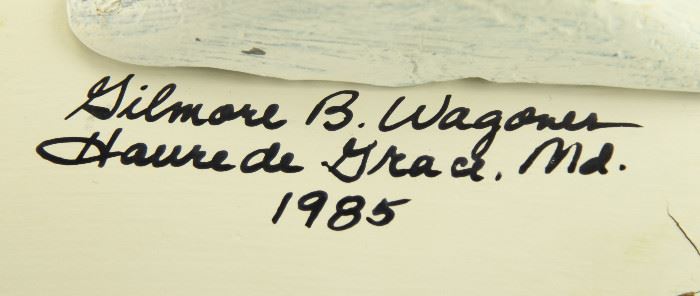 Gilmore B. Wagoner
Havre de Grace, Md.
1985